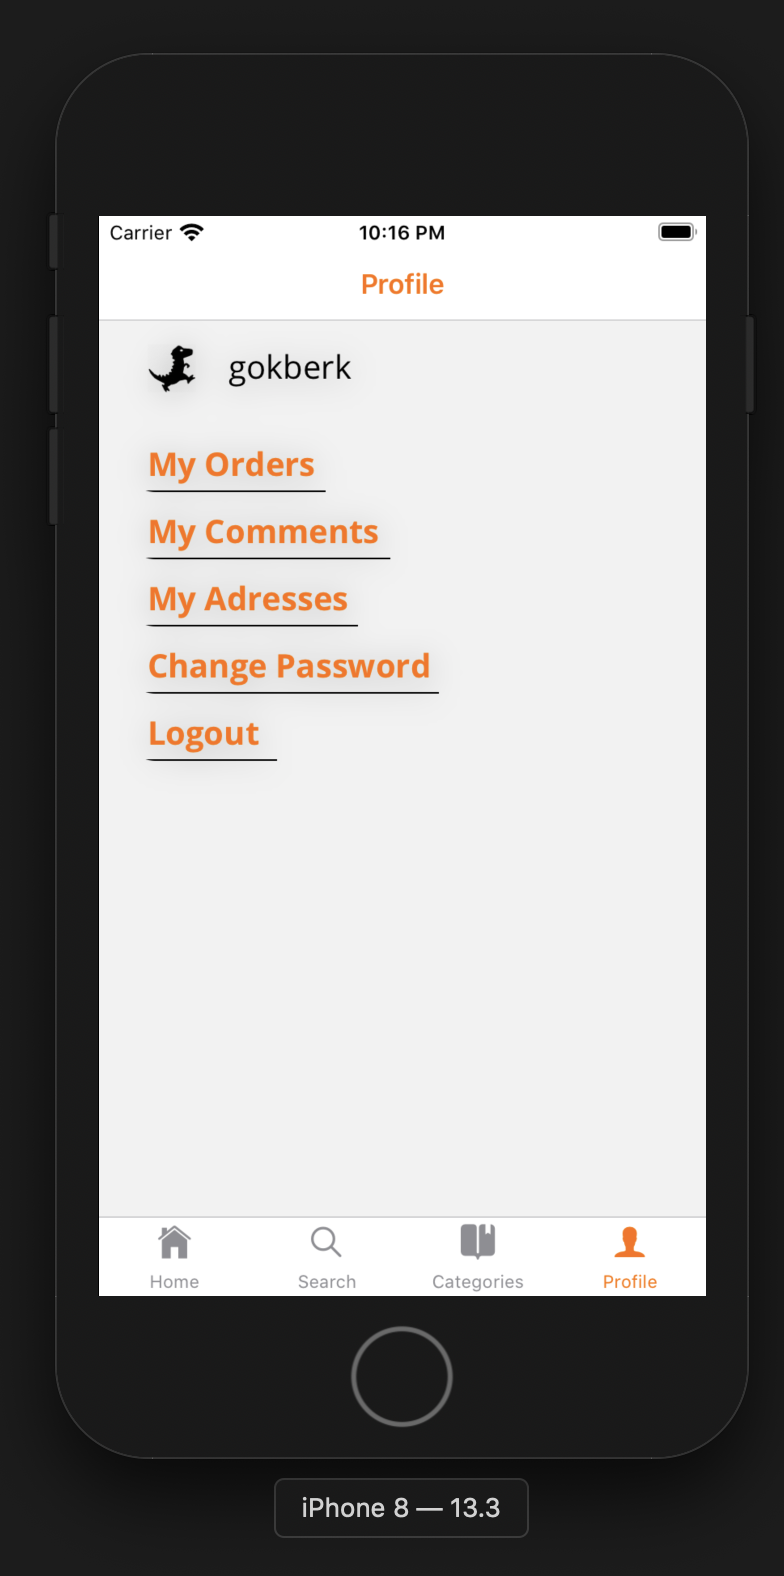 Carrier 10:16 PM
Profile
gokberk
My Orders
My Comments
My Adresses
Change Password
Logout
Home Search Categories Profile
iPhone 8 — 13.3